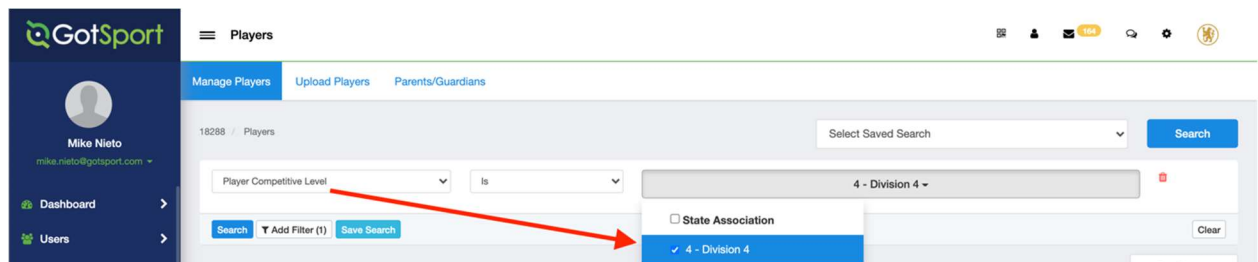 GotSport
Players
184
Manage Players
Upload Players
Parents/Guardians
Mike Nieto
mike.nieto@gotsport.com
18288 / Players
Select Saved Search
Search
Player Competitive Level
Is
4 - Division 4
Dashboard
Users
Search
Add Filter (1)
Save Search
State Association
4 - Division 4
Clear